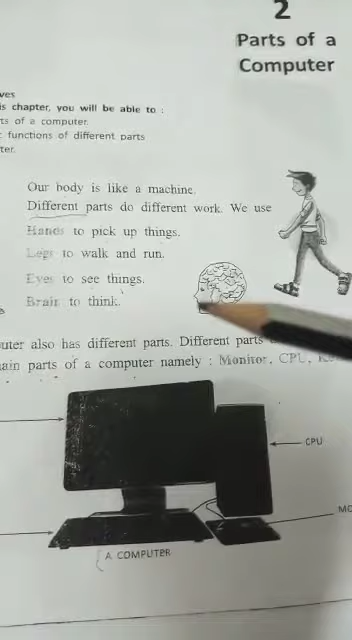 2
Parts of a
Computer
is chapter, you will be able to :
ts of a computer.
functions of different parts
ter.
Our body is like a machine.
Different parts do different work. We use
Hands to pick up things.
Legs to walk and run.
Eyes to see things.
Brain to think.
uter also has different parts. Different parts
ain parts of a computer namely : Monitor, CPU,
CPU
A COMPUTER